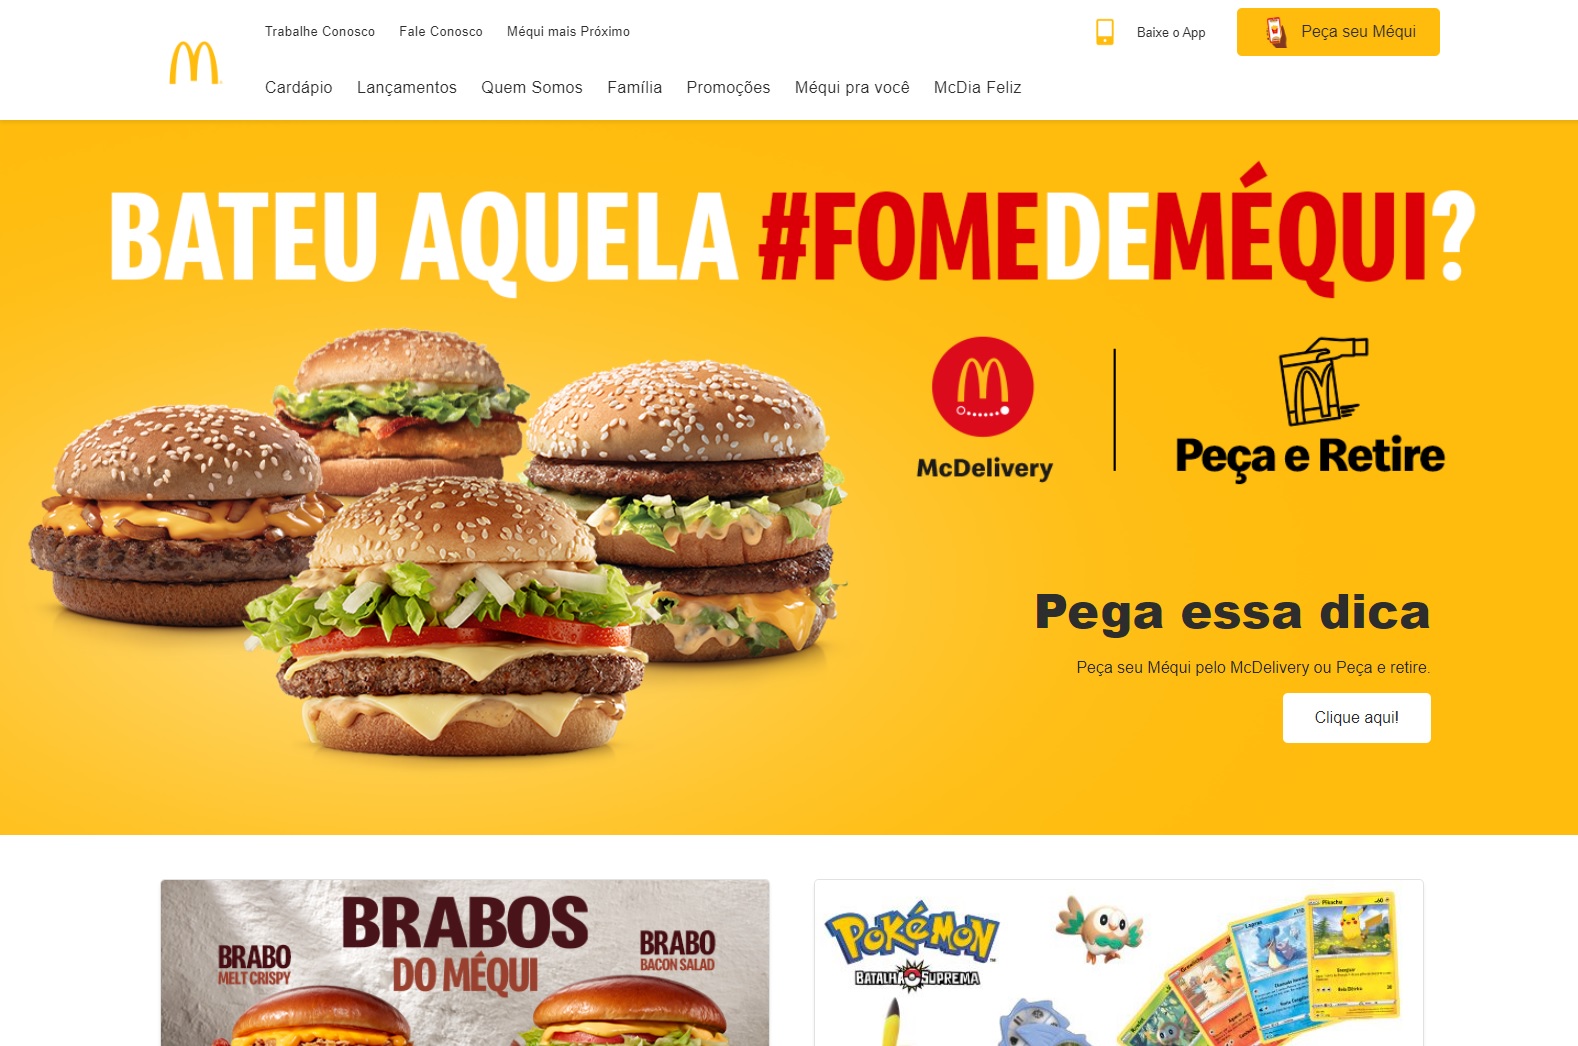 Trabalhe Conosco
Fale Conosco
Méqui mais Próximo
Baixe o App
Peça seu Méqui
Cardápio
Lançamentos
Quem Somos
Família
Promoções
Méqui pra você
McDia Feliz
BATEU AQUELA #FOMEDEMÉQUI?
McDelivery
Peça e Retire
Pega essa dica
Peça seu Méqui pelo McDelivery ou Peça e retire.
Clique aqui!
BRABOS
DO MÉQUI
BRABO
MELT CRISPY
BRABO
BACON SALAD
POKÉMON
BATALHA SUPREMA
Pikachu
Lapras